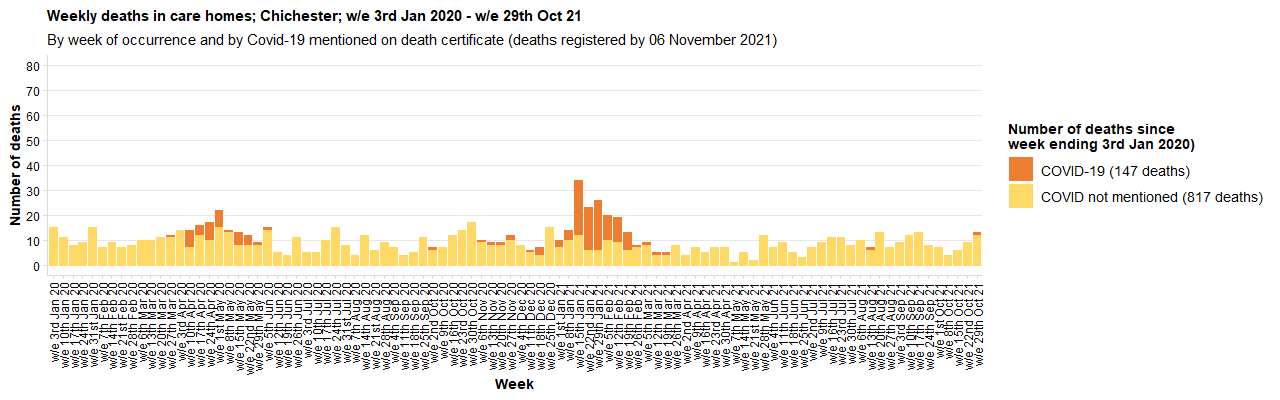 Weekly deaths in care homes; Chichester; w/e 3rd Jan 2020 - w/e 29th Oct 21
By week of occurrence and by Covid-19 mentioned on death certificate (deaths registered by 06 November 2021)
Number of deaths
80
70
60
50
40
30
20
10
0
w/e 3rd Jan 20
w/e 10th Jan 20
w/e 17th Jan 20
w/e 24th Jan 20
w/e 31st Jan 20
w/e 7th Feb 20
w/e 14th Feb 20
w/e 21st Feb 20
w/e 28th Feb 20
w/e 6th Mar 20
w/e 13th Mar 20
w/e 20th Mar 20
w/e 27th Mar 20
w/e 3rd Apr 20
w/e 10th Apr 20
w/e 17th Apr 20
w/e 24th Apr 20
w/e 1st May 20
w/e 8th May 20
w/e 15th May 20
w/e 22nd May 20
w/e 29th May 20
w/e 5th Jun 20
w/e 12th Jun 20
w/e 19th Jun 20
w/e 26th Jun 20
w/e 3rd Jul 20
w/e 10th Jul 20
w/e 17th Jul 20
w/e 24th Jul 20
w/e 31st Jul 20
w/e 7th Aug 20
w/e 14th Aug 20
w/e 21st Aug 20
w/e 28th Aug 20
w/e 4th Sep 20
w/e 11th Sep 20
w/e 18th Sep 20
w/e 25th Sep 20
w/e 2nd Oct 20
w/e 9th Oct 20
w/e 16th Oct 20
w/e 23rd Oct 20
w/e 30th Oct 20
w/e 6th Nov 20
w/e 13th Nov 20
w/e 20th Nov 20
w/e 27th Nov 20
w/e 4th Dec 20
w/e 11th Dec 20
w/e 18th Dec 20
w/e 25th Dec 20
w/e 1st Jan 21
w/e 8th Jan 21
w/e 15th Jan 21
w/e 22nd Jan 21
w/e 29th Jan 21
w/e 5th Feb 21
w/e 12th Feb 21
w/e 19th Feb 21
w/e 26th Feb 21
w/e 5th Mar 21
w/e 12th Mar 21
w/e 19th Mar 21
w/e 26th Mar 21
w/e 2nd Apr 21
w/e 9th Apr 21
w/e 16th Apr 21
w/e 23rd Apr 21
w/e 30th Apr 21
w/e 7th May 21
w/e 14th May 21
w/e 21st May 21
w/e 28th May 21
w/e 4th Jun 21
w/e 11th Jun 21
w/e 18th Jun 21
w/e 25th Jun 21
w/e 2nd Jul 21
w/e 9th Jul 21
w/e 16th Jul 21
w/e 23rd Jul 21
w/e 30th Jul 21
w/e 6th Aug 21
w/e 13th Aug 21
w/e 20th Aug 21
w/e 27th Aug 21
w/e 3rd Sep 21
w/e 10th Sep 21
w/e 17th Sep 21
w/e 24th Sep 21
w/e 1st Oct 21
w/e 8th Oct 21
w/e 15th Oct 21
w/e 22nd Oct 21
w/e 29th Oct 21
Week
Number of deaths since
week ending 3rd Jan 2020)
COVID-19 (147 deaths)
COVID not mentioned (817 deaths)